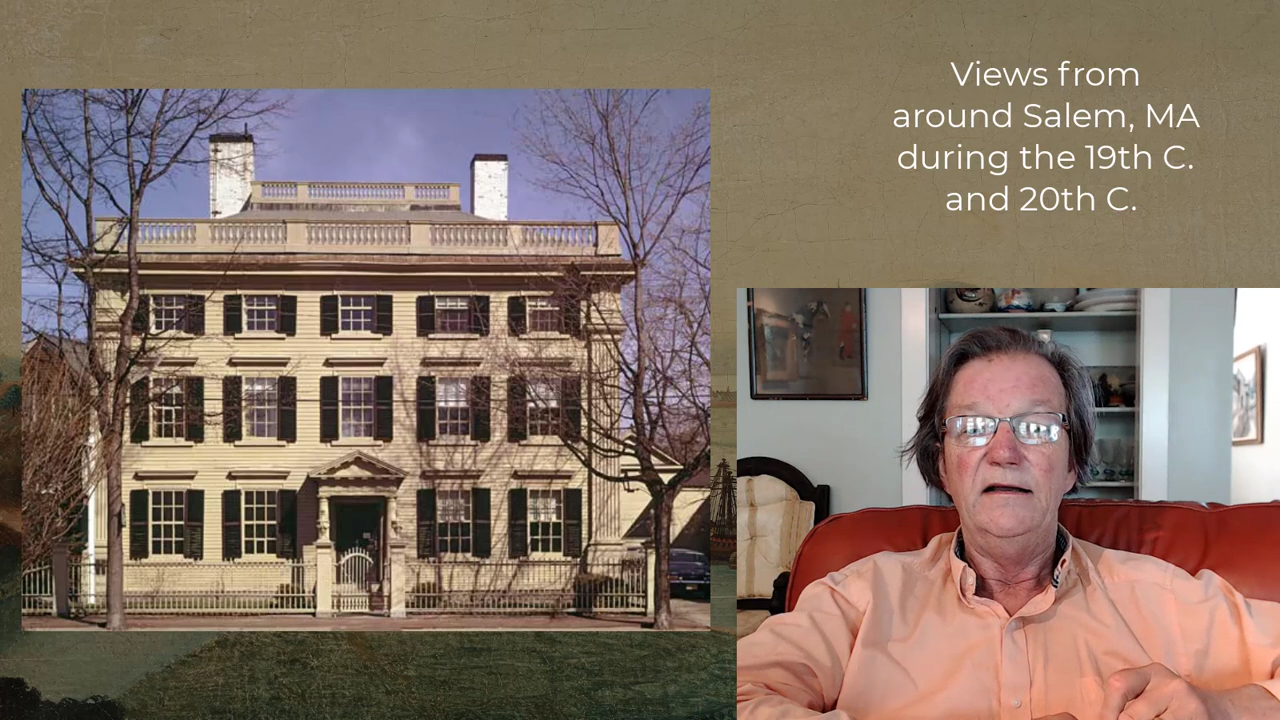 Views from
around Salem, MA
during the 19th C.
and 20th C.